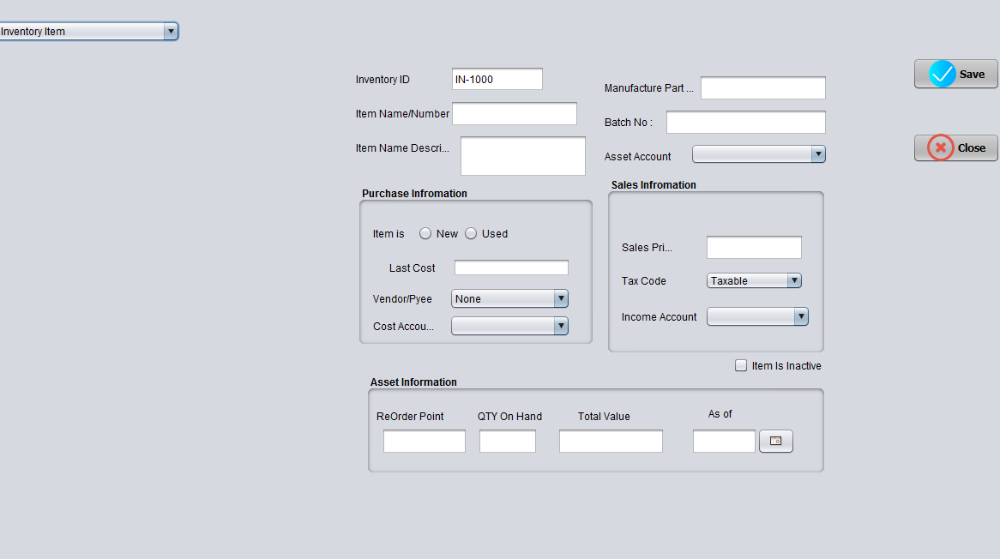 Inventory Item
Inventory ID IN-1000
Manufacture Part ...
Save
Item Name/Number
Batch No :
Item Name Descri...
Asset Account
Close
Purchase Infromation
Sales Infromation
Item is New Used
Sales Pri...
Last Cost
Tax Code Taxable
Vendor/Pyee None
Income Account
Cost Accou...
Item Is Inactive
Asset Information
ReOrder Point QTY On Hand Total Value As of